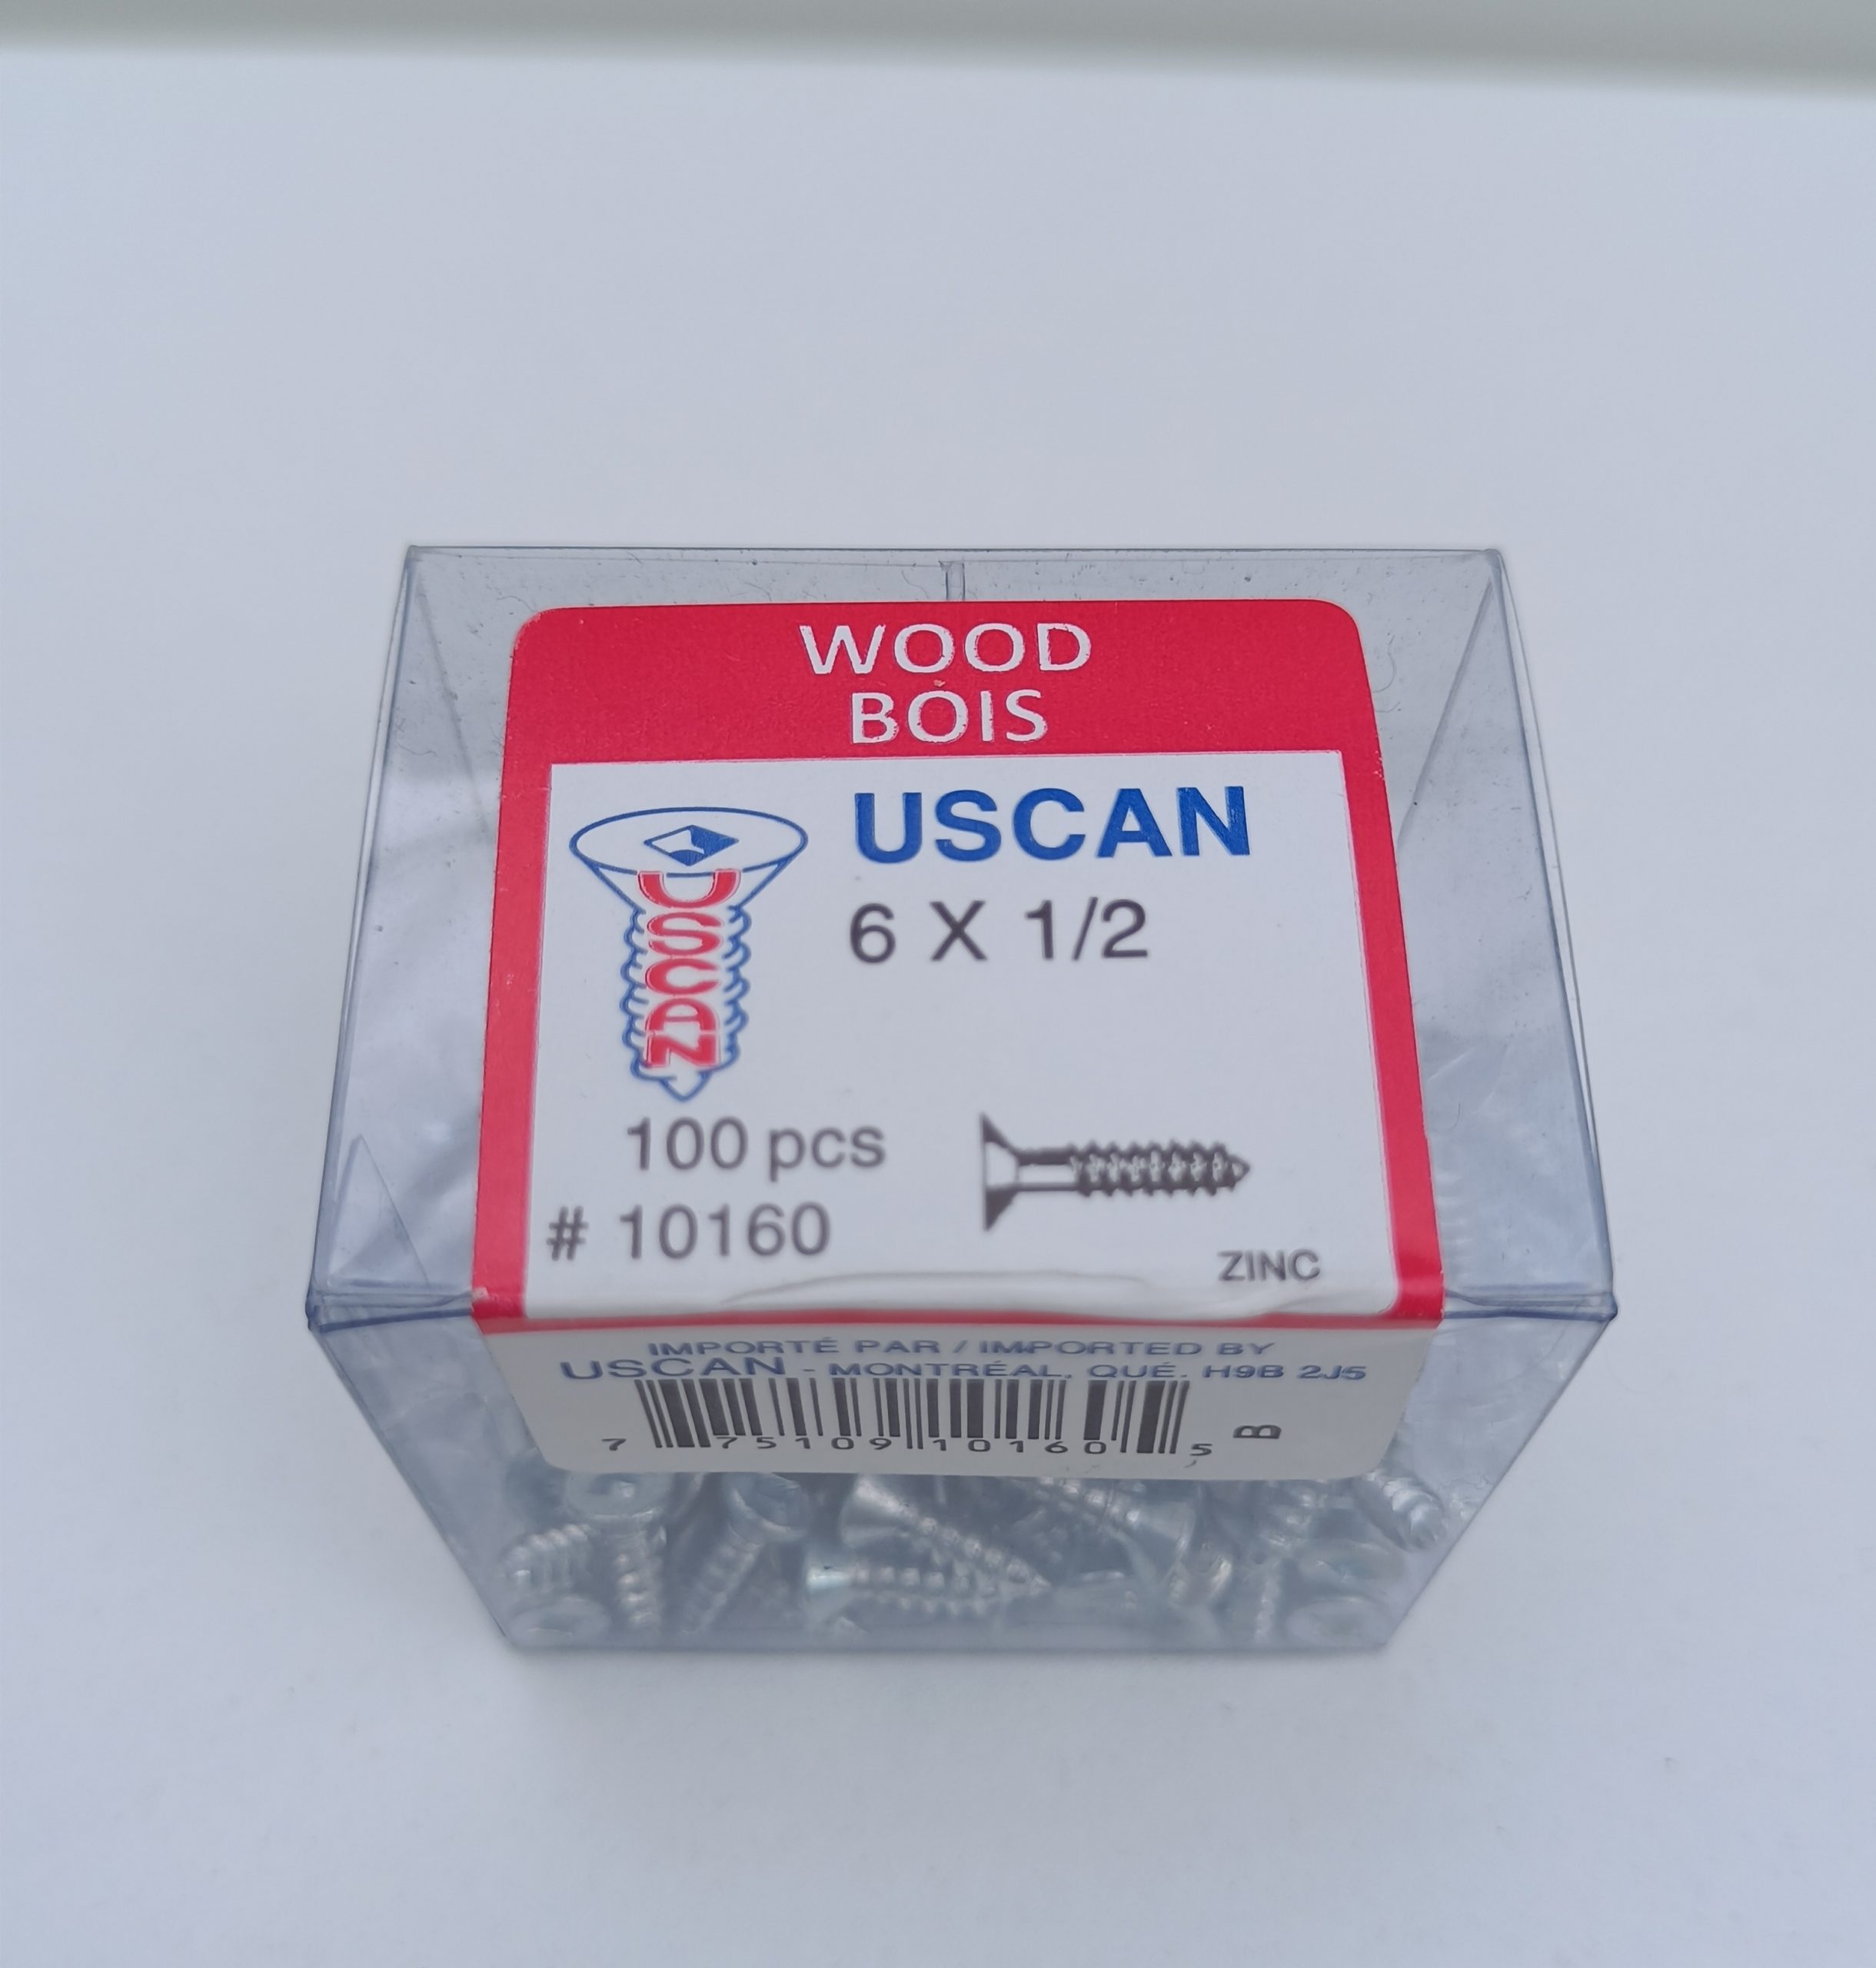 WOOD
BOIS
USCAN
6 X 1/2
USCAN
100 pcs
# 10160
ZINC
IMPORTÉ PAR / IMPORTED BY
USCAN - MONTRÉAL, QUÉ. H9B 2J5
7 75109 10160 5
B